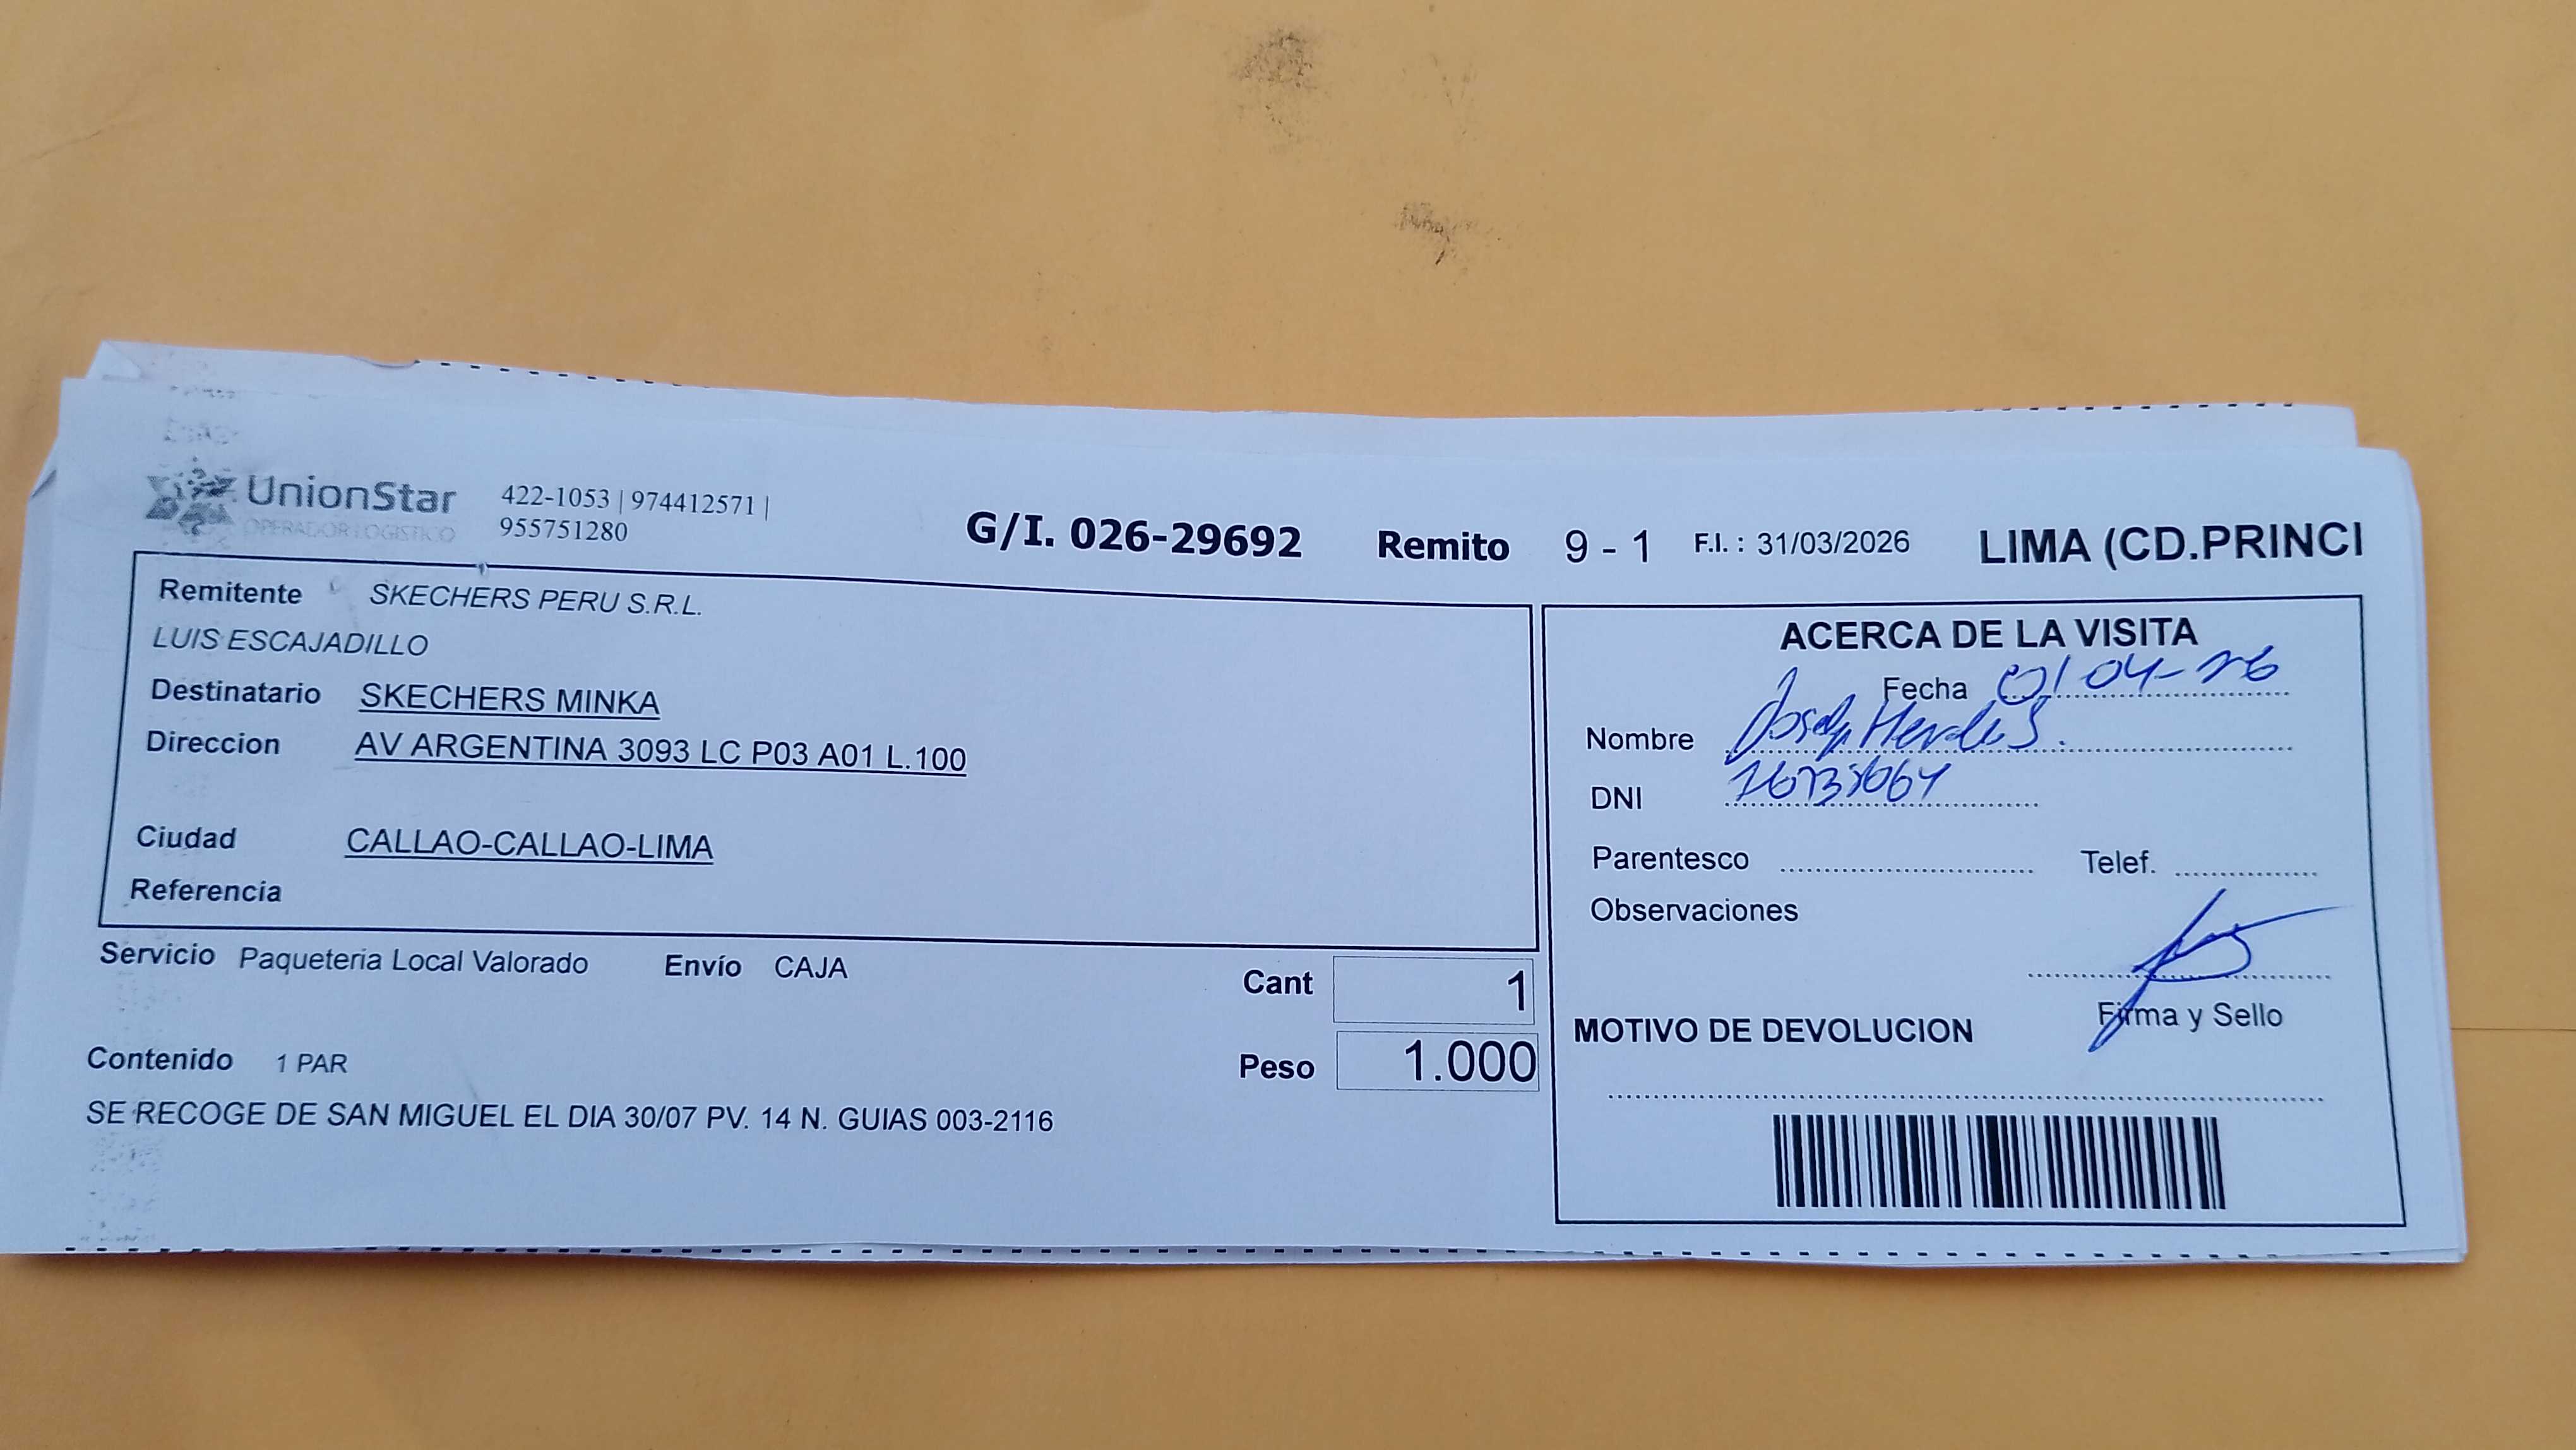 UnionStar
OPERADOR LOGISTICO
422-1053 | 974412571 |
955751280
G/I. 026-29692 Remito 9 - 1 F.I. : 31/03/2026 LIMA (CD.PRINCI
Remitente SKECHERS PERU S.R.L.
LUIS ESCAJADILLO
Destinatario SKECHERS MINKA
Direccion AV ARGENTINA 3093 LC P03 A01 L.100
Ciudad CALLAO-CALLAO-LIMA
Referencia
Servicio Paquetería Local Valorado Envío CAJA
Cant 1
Peso 1.000
Contenido 1 PAR
SE RECOGE DE SAN MIGUEL EL DIA 30/07 PV. 14 N. GUIAS 003-2116
ACERCA DE LA VISITA
Fecha 01 04-26
Nombre
DNI
Parentesco Telef.
Observaciones
Firma y Sello
MOTIVO DE DEVOLUCION